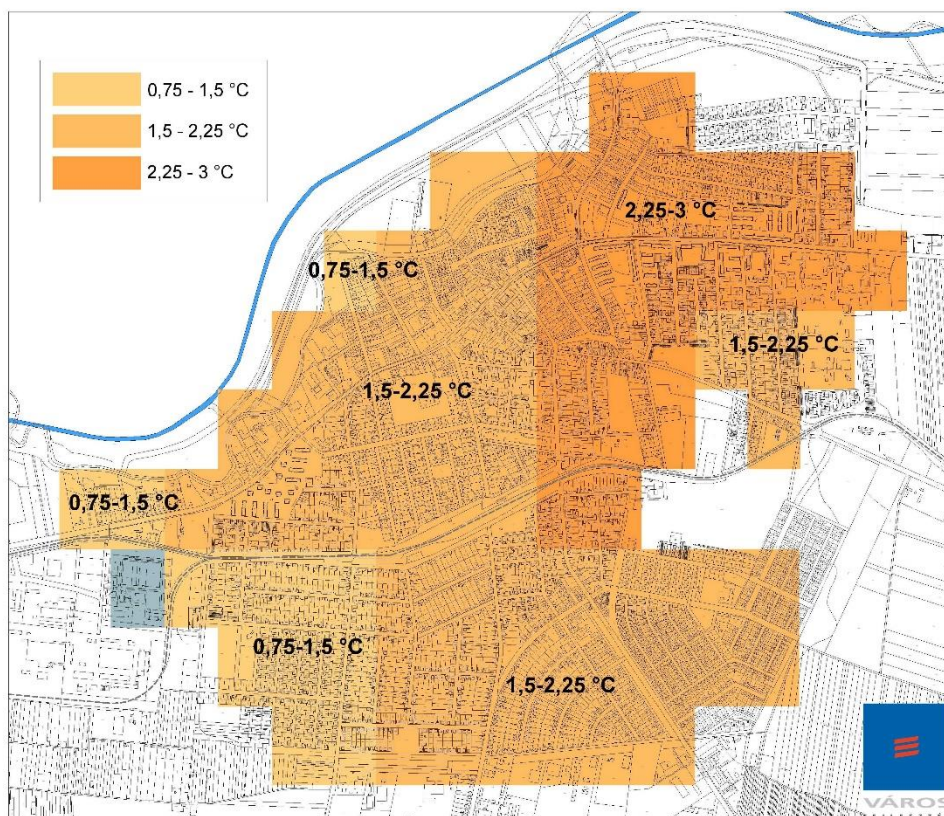 0,75 - 1,5 °C
1,5 - 2,25 °C
2,25 - 3 °C
2,25-3 °C
0,75-1,5 °C
1,5-2,25 °C
1,5-2,25 °C
0,75-1,5 °C
0,75-1,5 °C
1,5-2,25 °C
VÁROS